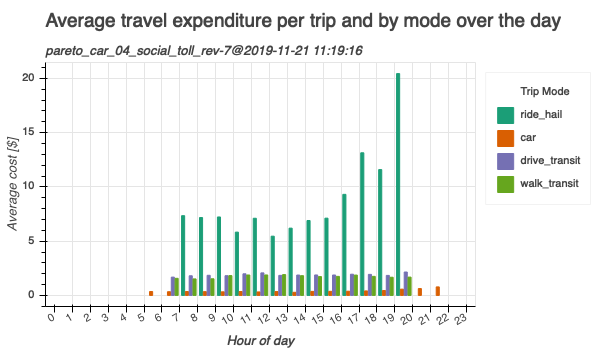 Average travel expenditure per trip and by mode over the day
pareto_car_04_social_toll_rev-7@2019-11-21 11:19:16
Trip Mode
ride_hail
car
drive_transit
walk_transit
Average cost [$]
20
15
10
5
0
0 1 2 3 4 5 6 7 8 9 10 11 12 13 14 15 16 17 18 19 20 21 22 23
Hour of day